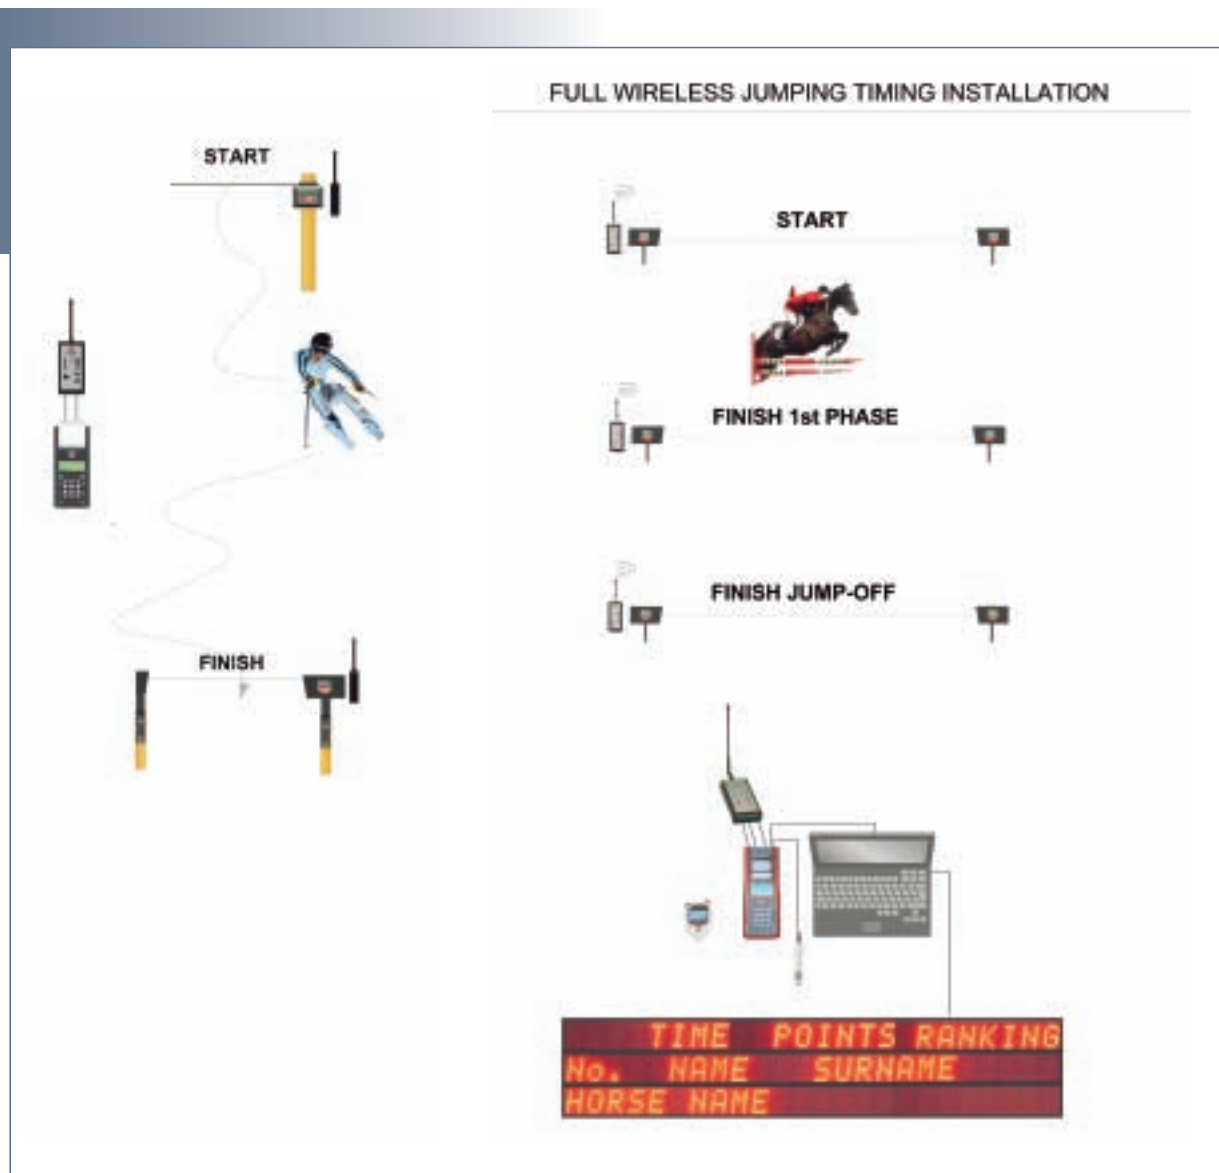 FULL WIRELESS JUMPING TIMING INSTALLATION
START
FINISH
START
FINISH 1st PHASE
FINISH JUMP-OFF
TIME POINTS RANKING
No. NAME SURNAME
HORSE NAME